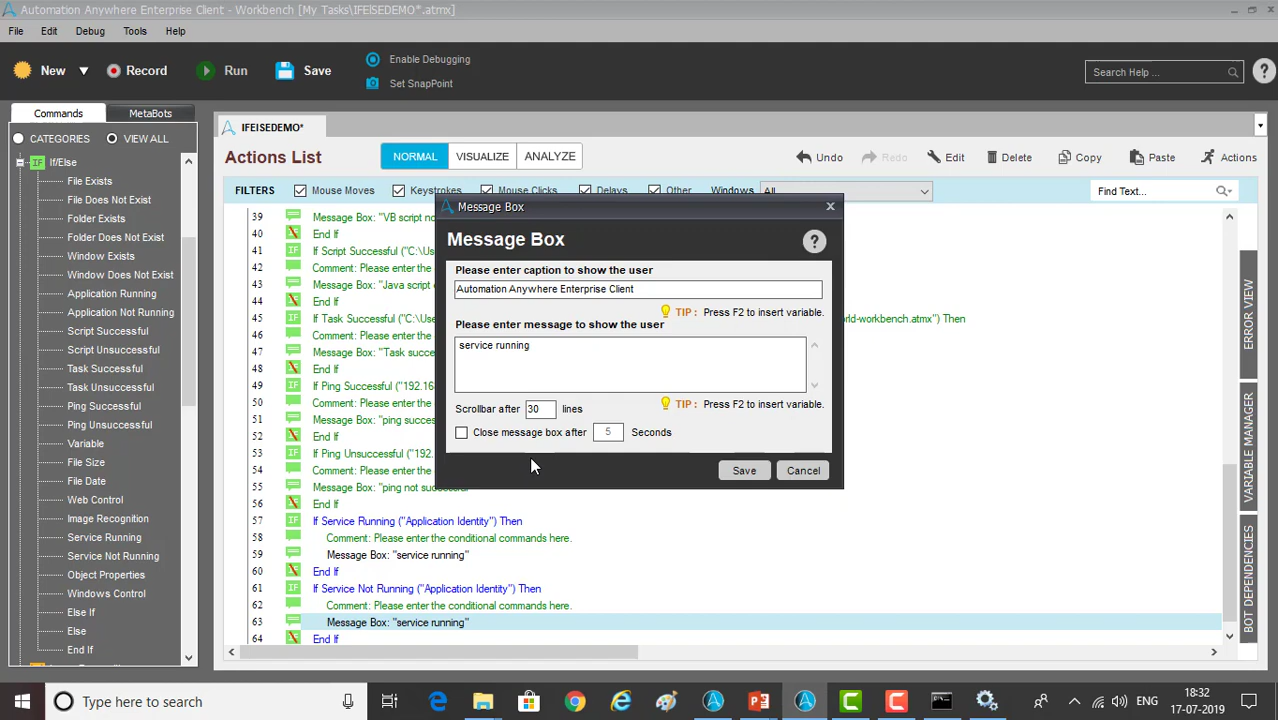 Automation Anywhere Enterprise Client - Workbench [My Tasks\IFEISEDEMO*.atmx]
File Edit Debug Tools Help
New Record Run Save
Enable Debugging
Set SnapPoint
Search Help ...
Commands MetaBots
CATEGORIES VIEW ALL
If/Else
File Exists
File Does Not Exist
Folder Exists
Folder Does Not Exist
Window Exists
Window Does Not Exist
Application Running
Application Not Running
Script Successful
Script Unsuccessful
Task Successful
Task Unsuccessful
Ping Successful
Ping Unsuccessful
Variable
File Size
File Date
Web Control
Image Recognition
Service Running
Service Not Running
Object Properties
Windows Control
Else If
Else
End If
IFEISEDEMO*
Actions List NORMAL VISUALIZE ANALYZE Undo Redo Edit Delete Copy Paste Actions
FILTERS Mouse Moves Keystrokes Mouse Clicks Delays Other Windows All Find Text...
39 Message Box: "VB script no
40 End If
41 If Script Successful ("C:\Us
42 Comment: Please enter the
43 Message Box: "Java script
44 End If
45 If Task Successful ("C:\Us orld-workbench.atmx") Then
46 Comment: Please enter the
47 Message Box: "Task succe
48 End If
49 If Ping Successful ("192.16
50 Comment: Please enter the
51 Message Box: "ping succes
52 End If
53 If Ping Unsuccessful ("192.
54 Comment: Please enter the
55 Message Box: "ping not successful"
56 End If
57 If Service Running ("Application Identity") Then
58 Comment: Please enter the conditional commands here.
59 Message Box: "service running"
60 End If
61 If Service Not Running ("Application Identity") Then
62 Comment: Please enter the conditional commands here.
63 Message Box: "service running"
64 End If
Message Box
Message Box
?
Please enter caption to show the user
Automation Anywhere Enterprise Client
TIP : Press F2 to insert variable.
Please enter message to show the user
service running
Scrollbar after 30 lines
TIP : Press F2 to insert variable.
Close message box after 5 Seconds
Save Cancel
ERROR VIEW
VARIABLE MANAGER
BOT DEPENDENCIES
Type here to search
ENG
18:32
17-07-2019